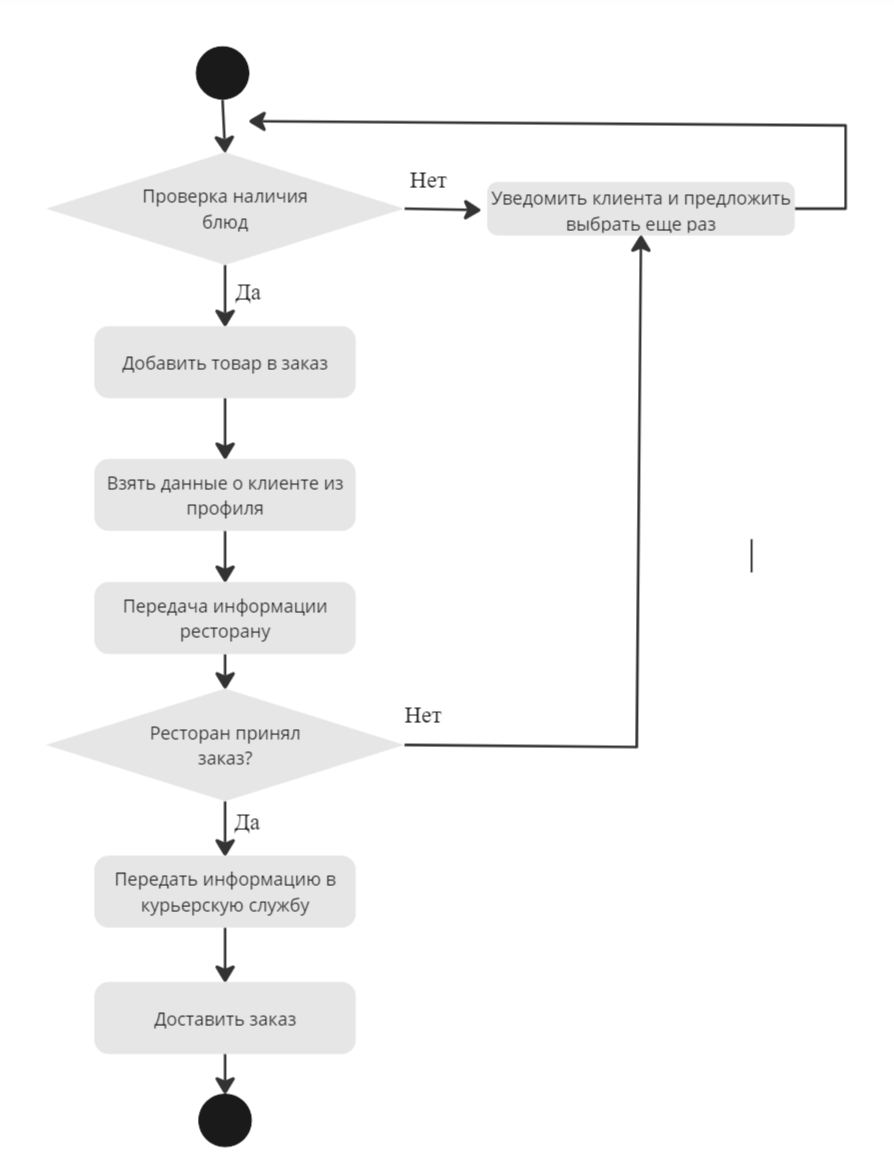 Проверка наличия
блюд
Нет
Уведомить клиента и предложить
выбрать еще раз
Да
Добавить товар в заказ
Взять данные о клиенте из
профиля
Передача информации
ресторану
Ресторан принял
заказ?
Нет
Да
Передать информацию в
курьерскую службу
Доставить заказ